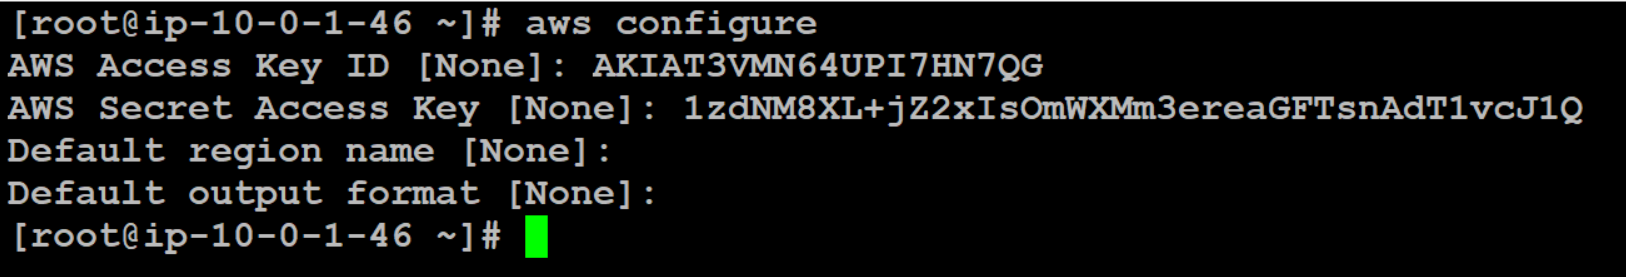 [root@ip-10-0-1-46 ~]# aws configure
AWS Access Key ID [None]: AKIAT3VMN64UPI7HN7QG
AWS Secret Access Key [None]: 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
Default region name [None]:
Default output format [None]:
[root@ip-10-0-1-46 ~]#